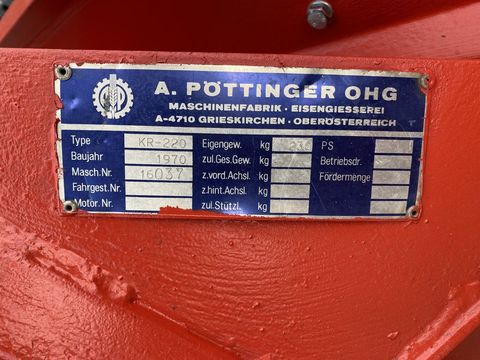 A. PÖTTINGER OHG
MASCHINENFABRIK · EISENGIESSEREI
A-4710 GRIESKIRCHEN · OBERÖSTERREICH
Type KR-220 Eigengew. kg PS
Baujahr 1970 zul.Ges.Gew. kg Betriebsdr.
Masch.Nr. 16037 z.vord.Achsl. kg Fördermenge
Fahrgest.Nr. z.hint.Achsl. kg
Motor.Nr. zul.Stützl. kg